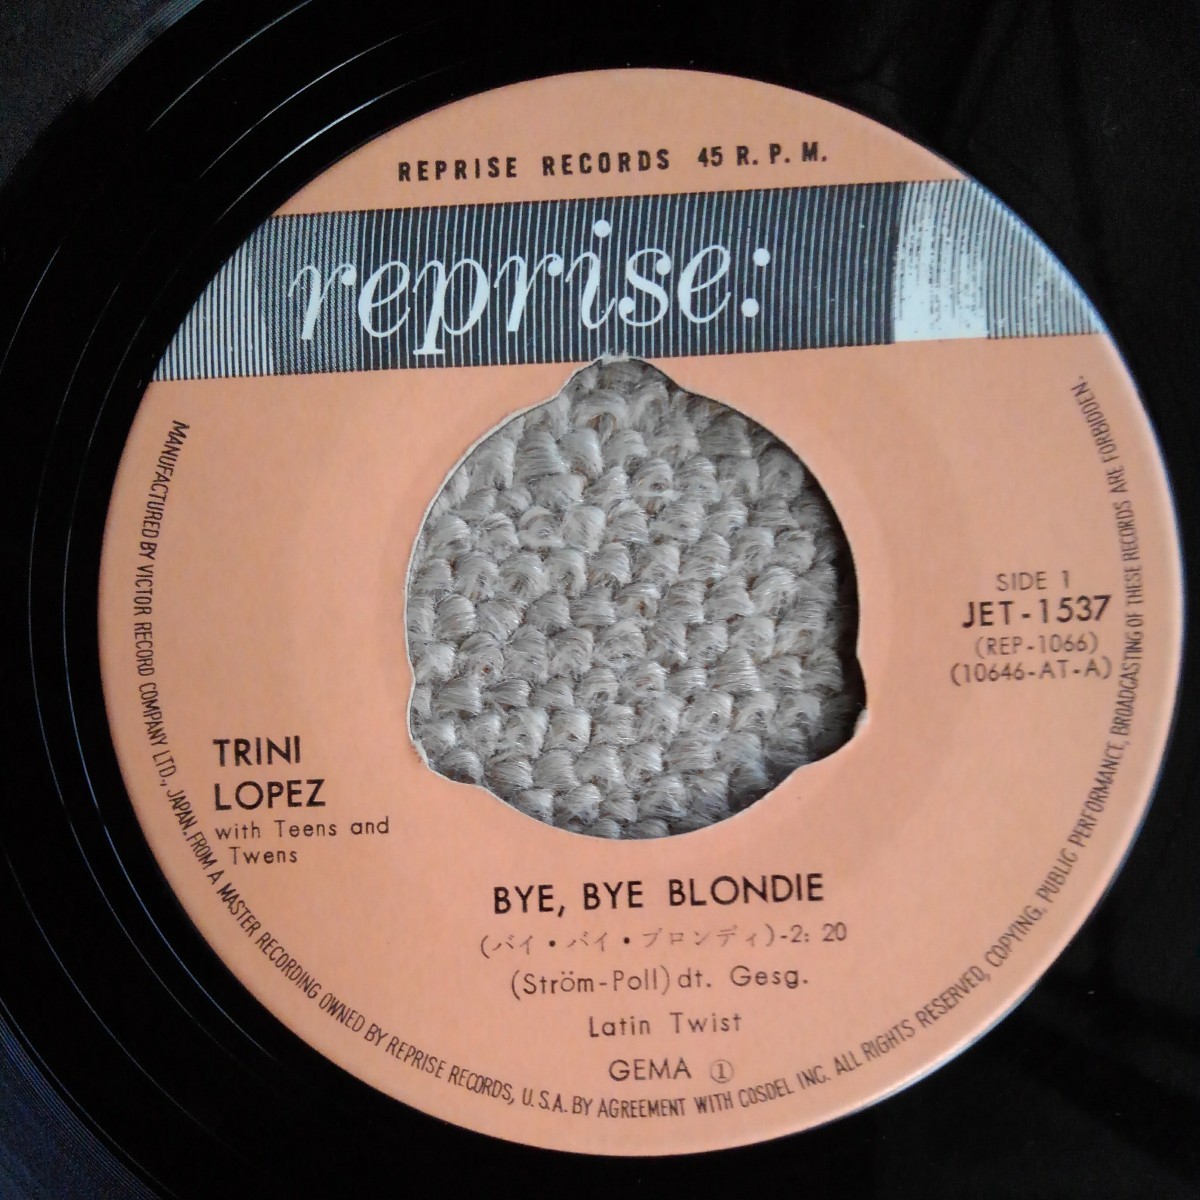 REPRISE RECORDS 45 R. P. M.
reprise:
SIDE 1
JET-1537
(REP-1066)
(10646-AT-A)
TRINI
LOPEZ
with Teens and
Twens
BYE, BYE BLONDIE
(バイ・バイ・ブロンディ)-2: 20
(Ström-Poll) dt. Gesg.
Latin Twist
GEMA ①
MANUFACTURED BY VICTOR RECORD COMPANY LTD., JAPAN. FROM A MASTER RECORDING OWNED BY REPRISE RECORDS, U.S.A. BY AGREEMENT WITH COSDEL INC. ALL RIGHTS RESERVED, COPYING, PUBLIC PERFORMANCE, BROADCASTING OF THESE RECORDS ARE FORBIDDEN.